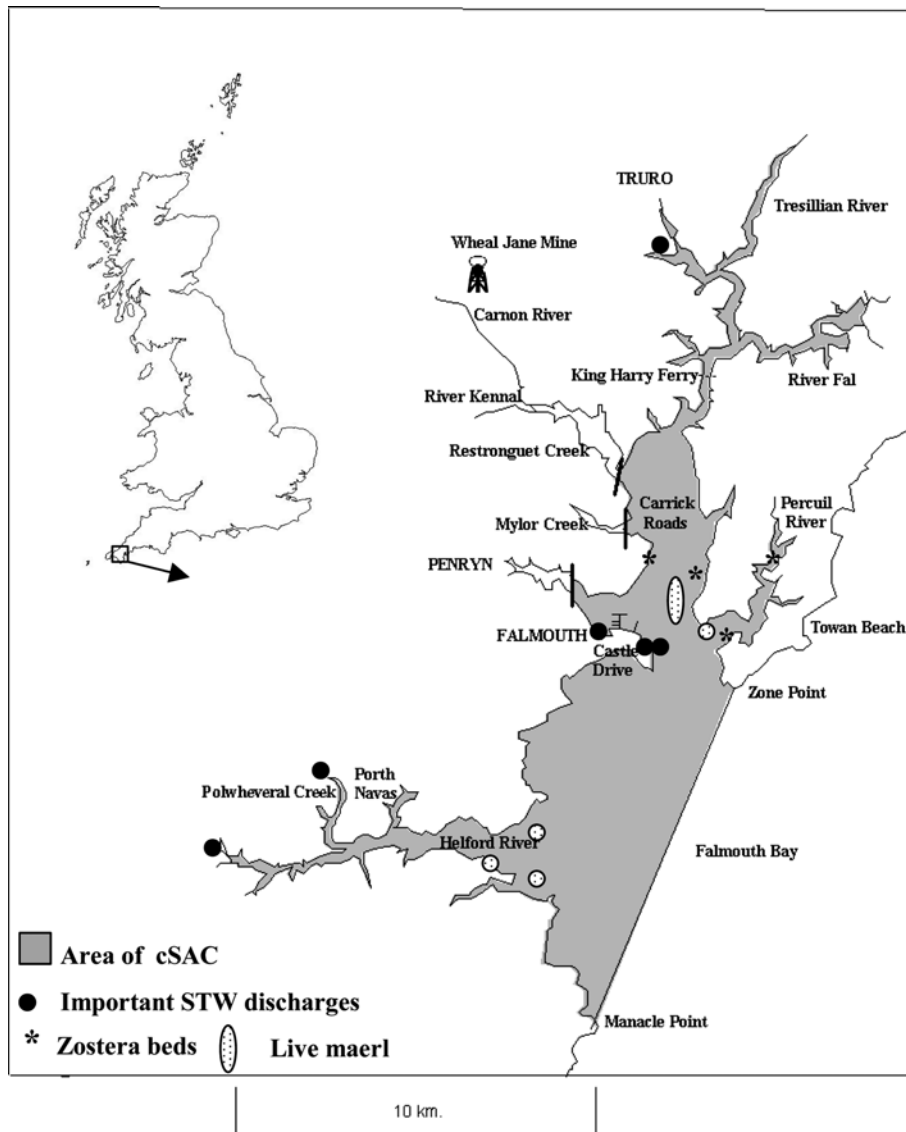 TRURO
Tresillian River
Wheal Jane Mine
Carnon River
King Harry Ferry
River Fal
River Kennal
Restronguet Creek
Carrick
Roads
Percuil
River
Mylor Creek
PENRYN
Towan Beach
FALMOUTH
Castle
Drive
Zone Point
Porth
Navas
Polwheveral Creek
Helford River
Falmouth Bay
Area of cSAC
Important STW discharges
Manacle Point
* Zostera beds
Live maerl
10 km.